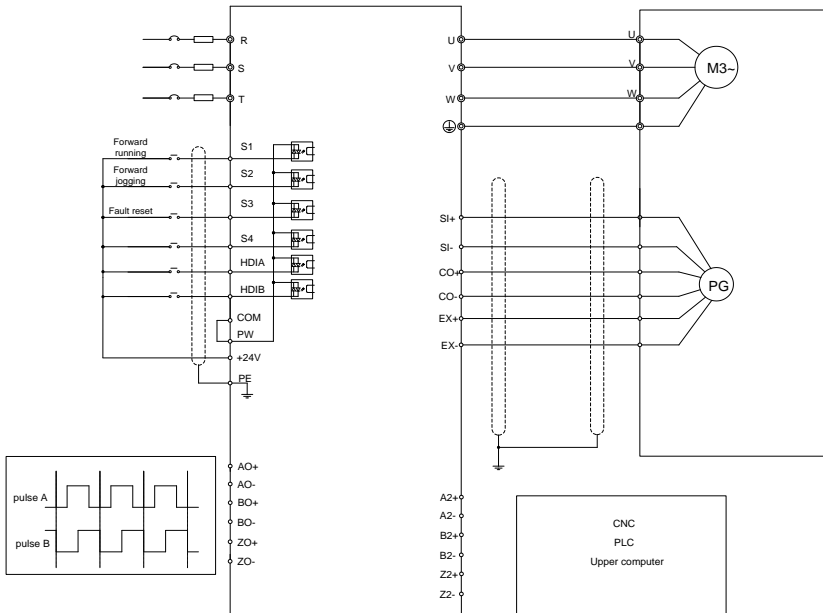 R
S
T
U
V
W
U
V
W
M3~
Forward
running
Forward
jogging
Fault reset
S1
S2
S3
S4
HDIA
HDIB
COM
PW
+24V
PE
SI+
SI-
CO+
CO-
EX+
EX-
PG
pulse A
pulse B
AO+
AO-
BO+
BO-
ZO+
ZO-
A2+
A2-
B2+
B2-
Z2+
Z2-
CNC
PLC
Upper computer